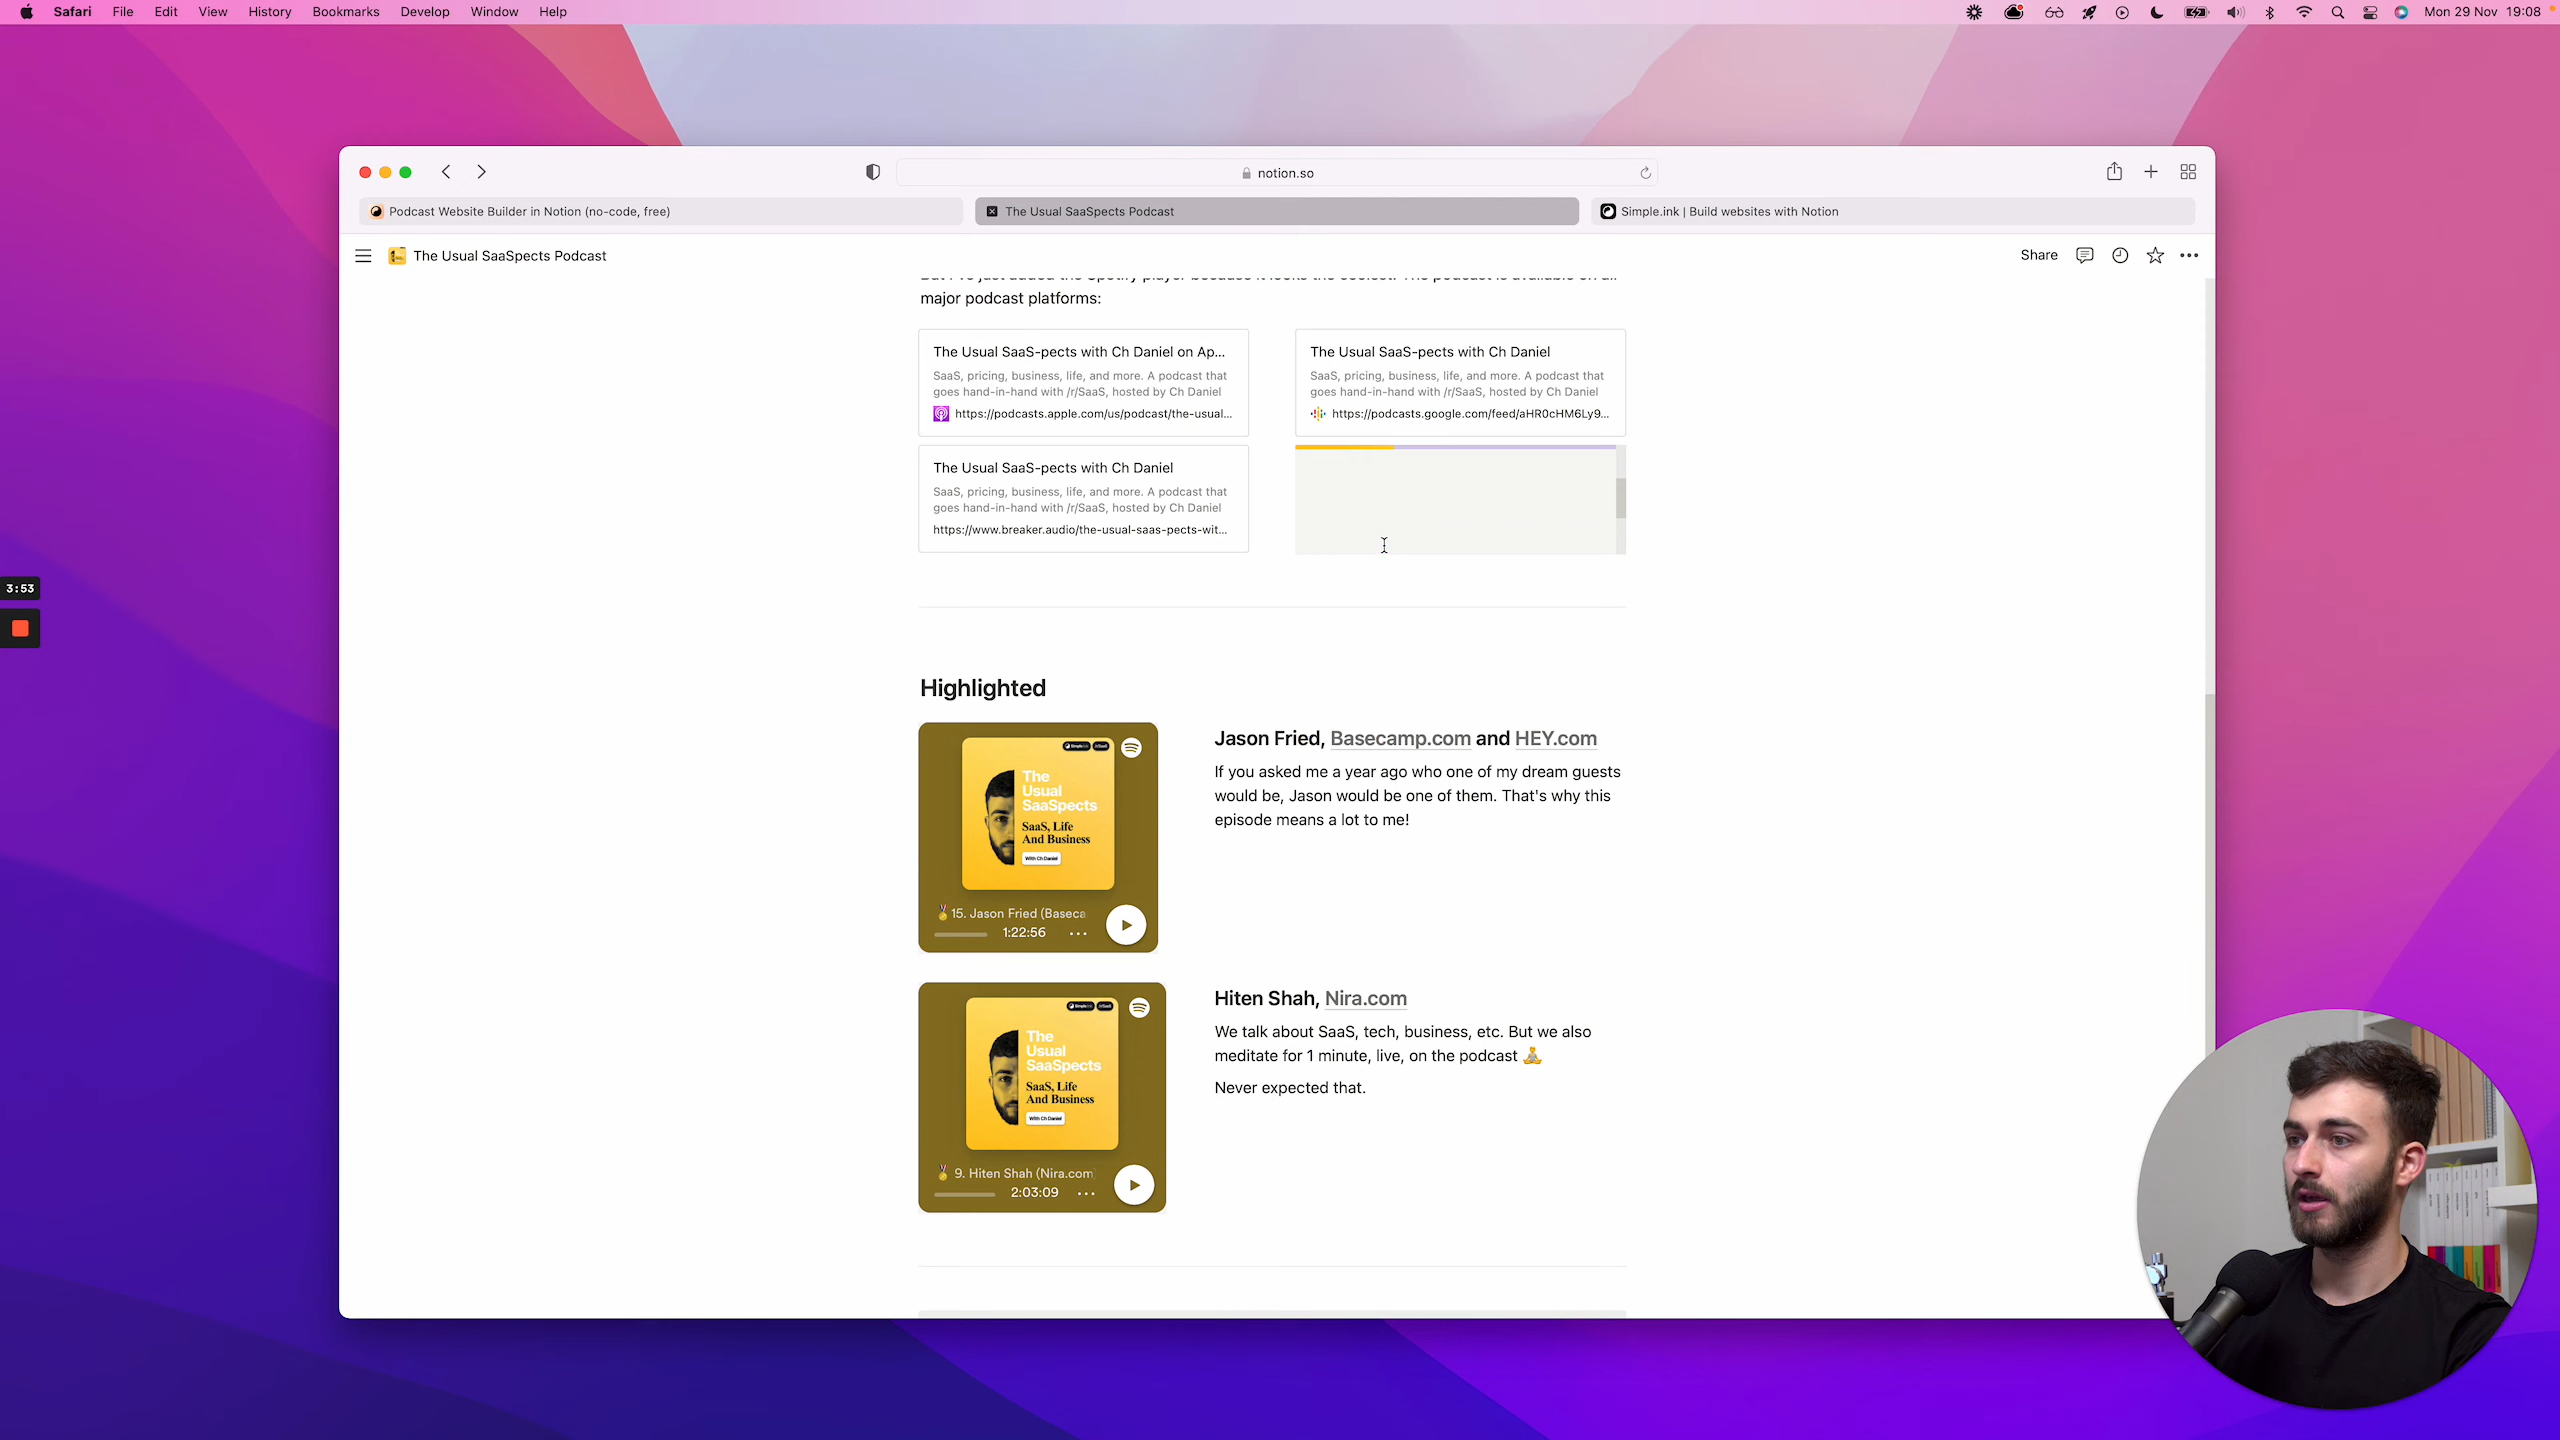 Safari File Edit View History Bookmarks Develop Window Help
Mon 29 Nov 19:08
notion.so
Podcast Website Builder in Notion (no-code, free)
The Usual SaaSpects Podcast
Simple.ink | Build websites with Notion
The Usual SaaSpects Podcast
Share
major podcast platforms:
The Usual SaaS-pects with Ch Daniel on Ap...
SaaS, pricing, business, life, and more. A podcast that
goes hand-in-hand with /r/SaaS, hosted by Ch Daniel
https://podcasts.apple.com/us/podcast/the-usual...
The Usual SaaS-pects with Ch Daniel
SaaS, pricing, business, life, and more. A podcast that
goes hand-in-hand with /r/SaaS, hosted by Ch Daniel
https://podcasts.google.com/feed/aHR0cHM6Ly9...
The Usual SaaS-pects with Ch Daniel
SaaS, pricing, business, life, and more. A podcast that
goes hand-in-hand with /r/SaaS, hosted by Ch Daniel
https://www.breaker.audio/the-usual-saas-pects-wit...
3:53
Highlighted
The
Usual
SaaSpects
SaaS, Life
And Business
With Ch Daniel
🏅15. Jason Fried (Baseca
1:22:56
Jason Fried, Basecamp.com and HEY.com
If you asked me a year ago who one of my dream guests
would be, Jason would be one of them. That's why this
episode means a lot to me!
The
Usual
SaaSpects
SaaS, Life
And Business
With Ch Daniel
🏅 9. Hiten Shah (Nira.com
2:03:09
Hiten Shah, Nira.com
We talk about SaaS, tech, business, etc. But we also
meditate for 1 minute, live, on the podcast 🧘
Never expected that.